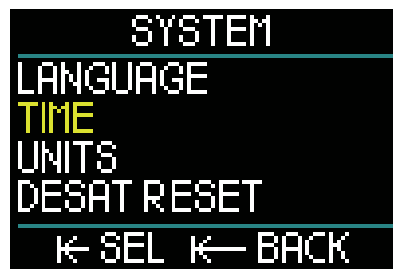 SYSTEM
LANGUAGE
TIME
UNITS
DESAT RESET
SEL BACK